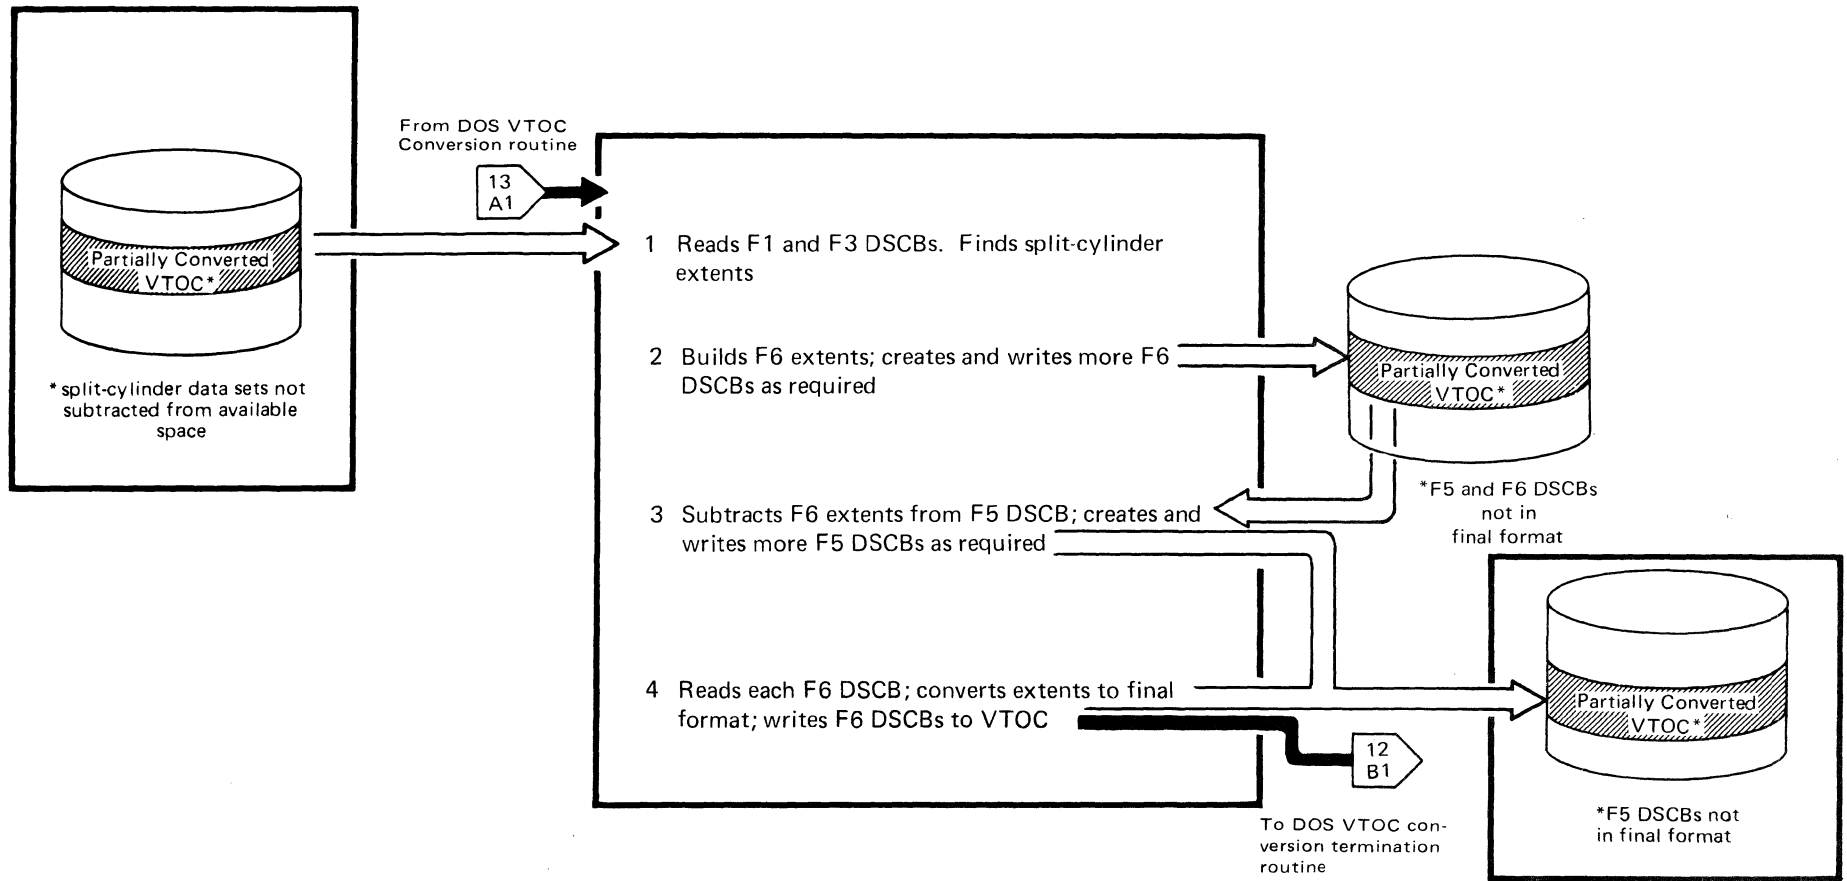 From DOS VTOC
Conversion routine
13
A1
Partially Converted
VTOC*
* split-cylinder data sets not
subtracted from available
space
1 Reads F1 and F3 DSCBs. Finds split-cylinder
extents
2 Builds F6 extents; creates and writes more F6
DSCBs as required
Partially Converted
VTOC*
*F5 and F6 DSCBs
not in
final format
3 Subtracts F6 extents from F5 DSCB; creates and
writes more F5 DSCBs as required
4 Reads each F6 DSCB; converts extents to final
format; writes F6 DSCBs to VTOC
12
B1
To DOS VTOC con-
version termination
routine
Partially Converted
VTOC*
*F5 DSCBs not
in final format